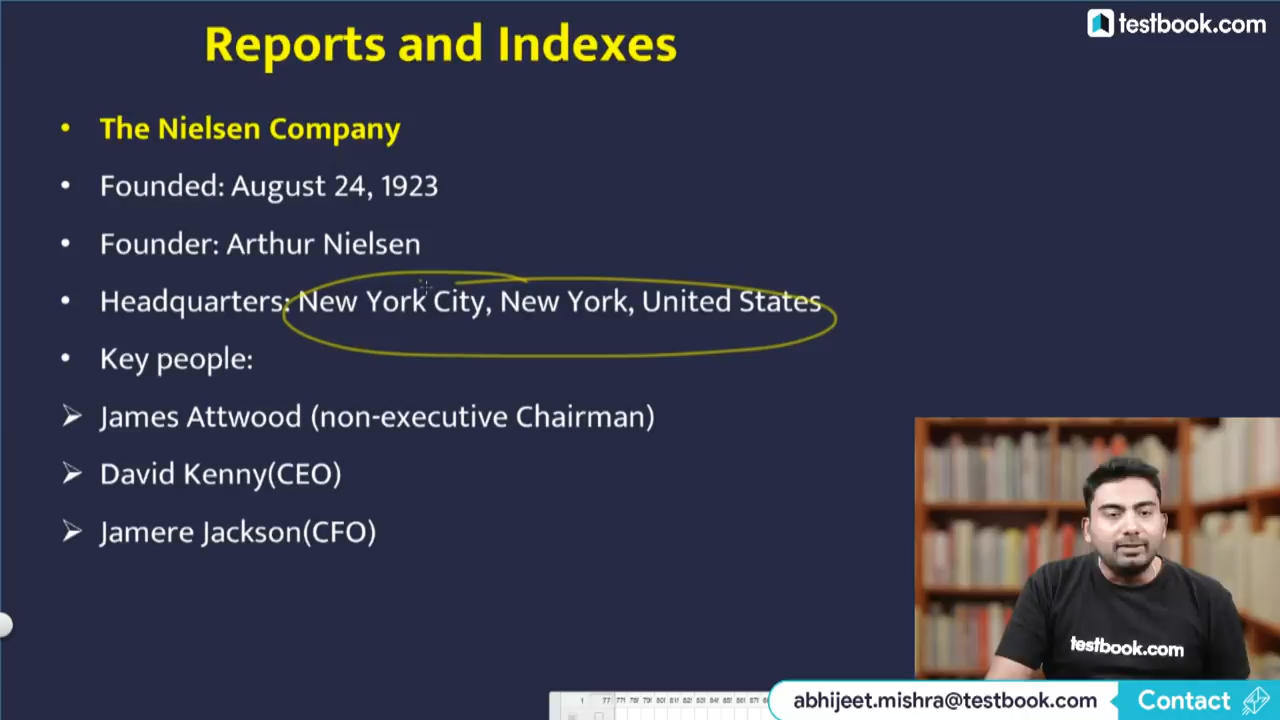 Reports and Indexes
testbook.com
• The Nielsen Company
• Founded: August 24, 1923
• Founder: Arthur Nielsen
• Headquarters: New York City, New York, United States
• Key people:
➢ James Attwood (non-executive Chairman)
➢ David Kenny(CEO)
➢ Jamere Jackson(CFO)
testbook.com
abhijeet.mishra@testbook.com
Contact